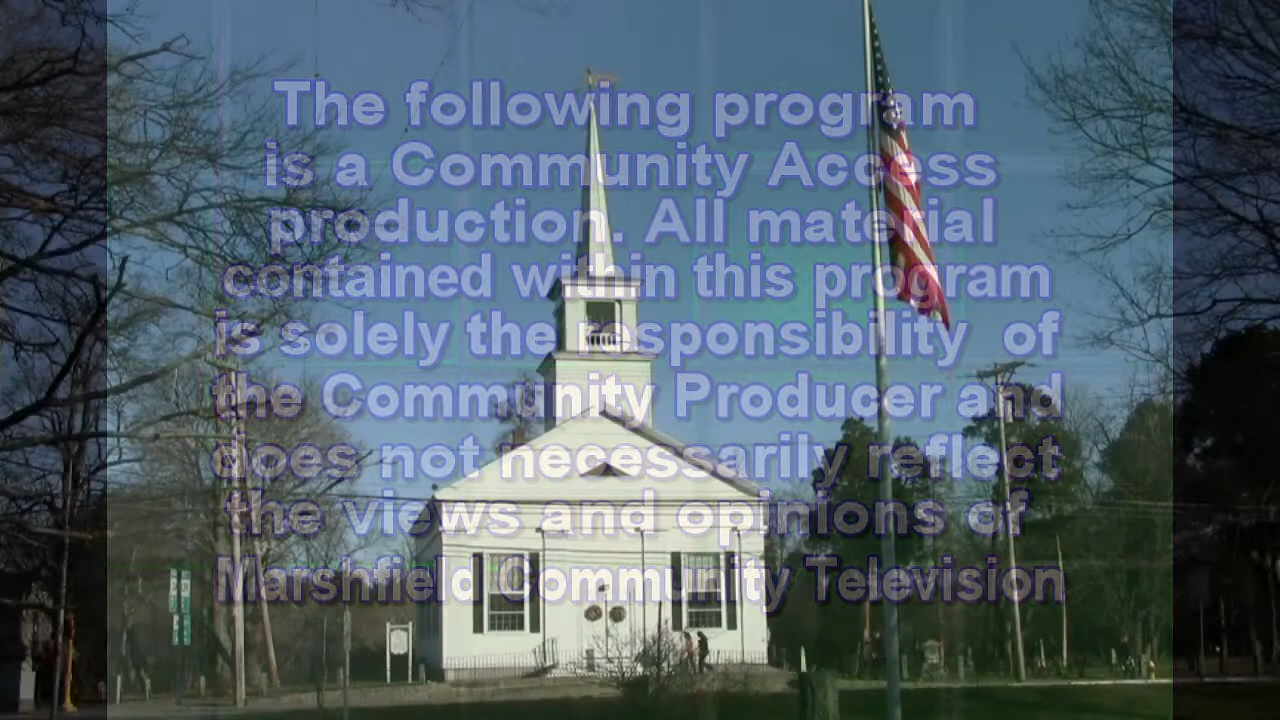 The following program
is a Community Access
production. All material
contained within this program
is solely the responsibility of
the Community Producer and
does not necessarily reflect
the views and opinions of
Marshfield Community Television